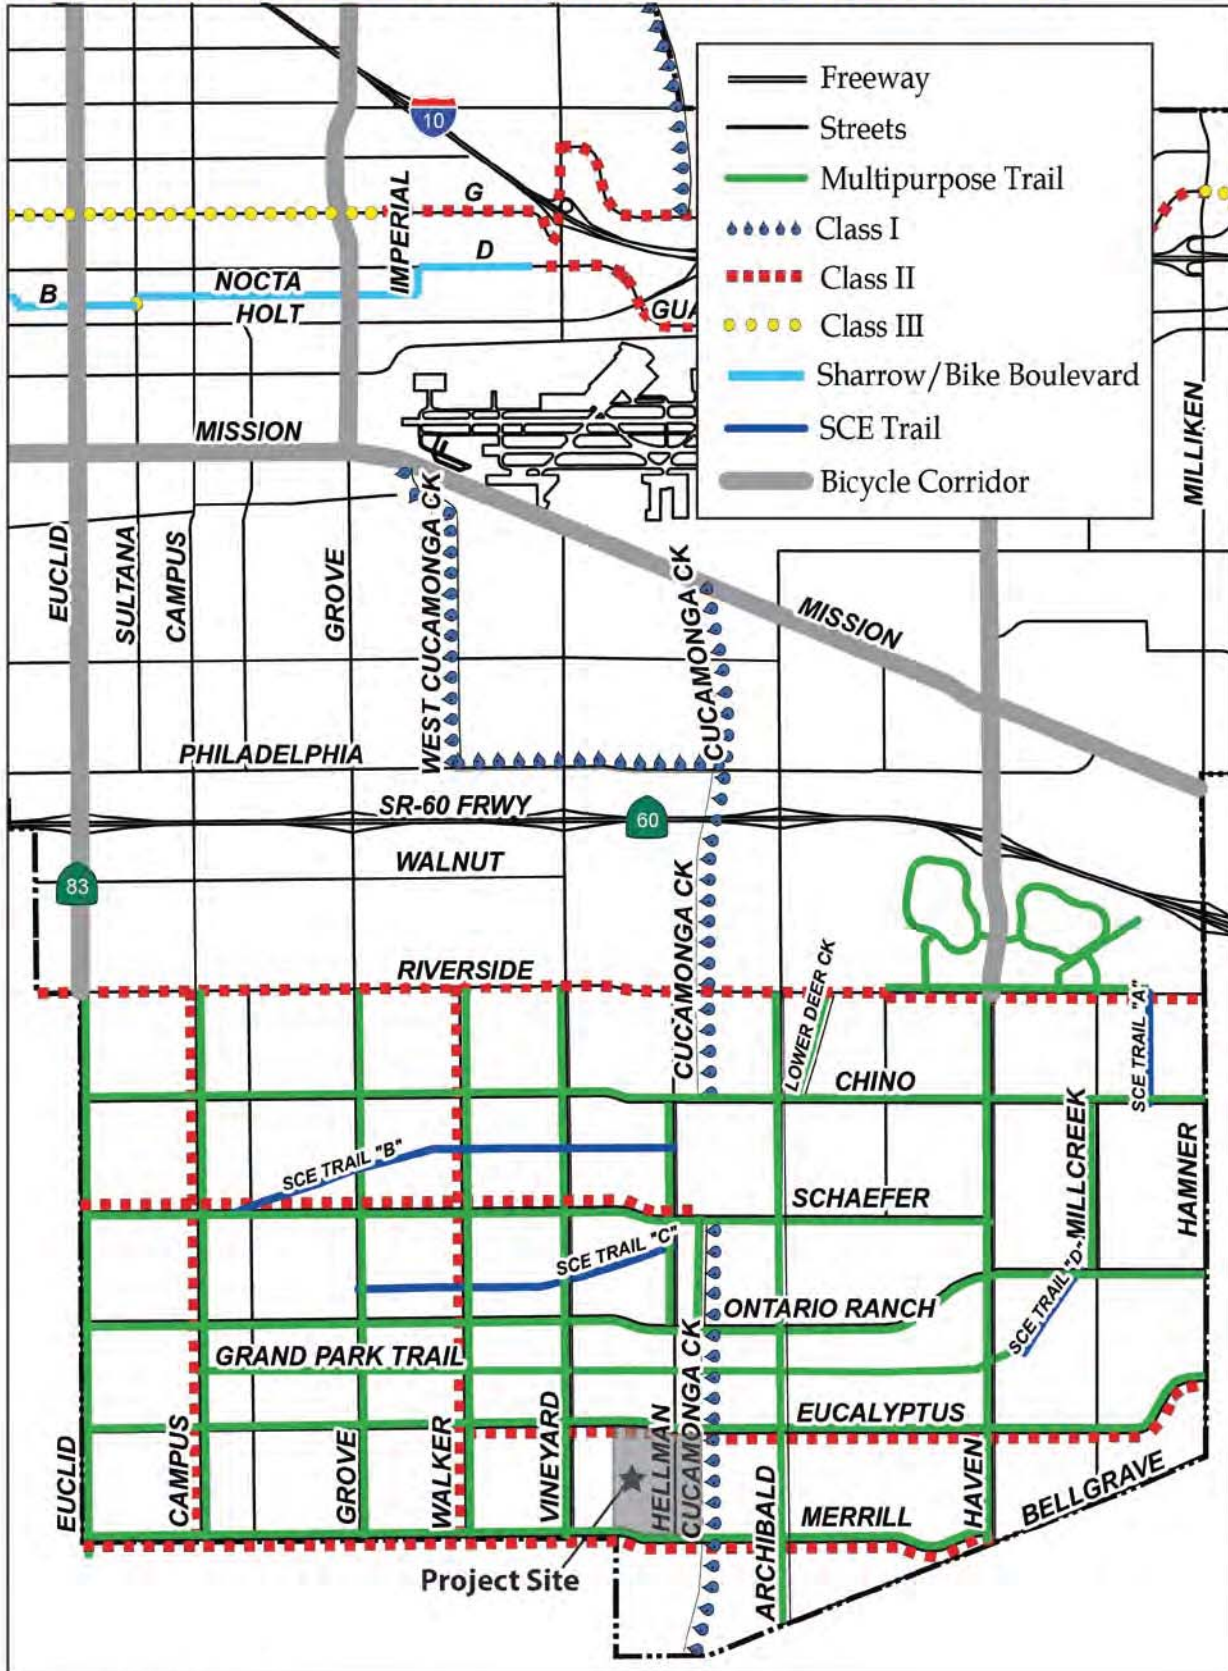 Freeway
Streets
Multipurpose Trail
Class I
Class II
Class III
Sharrow/Bike Boulevard
SCE Trail
Bicycle Corridor
10
G
IMPERIAL
D
B
NOCTA
HOLT
GUA
MILLIKEN
MISSION
EUCLID
SULTANA
CAMPUS
GROVE
WEST CUCAMONGA CK
CUCAMONGA CK
MISSION
PHILADELPHIA
SR-60 FRWY
60
WALNUT
83
CUCAMONGA CK
RIVERSIDE
LOWER DEER CK
SCE TRAIL "A"
CHINO
SCE TRAIL "B"
MILLCREEK
HAMNER
SCHAEFER
SCE TRAIL "C"
SCE TRAIL "D"
ONTARIO RANCH
GRAND PARK TRAIL
CUCAMONGA CK
EUCALYPTUS
EUCLID
CAMPUS
GROVE
WALKER
VINEYARD
HELLMAN
CUCAMONGA CK
ARCHIBALD
HAVEN
MERRILL
BELLGRAVE
Project Site